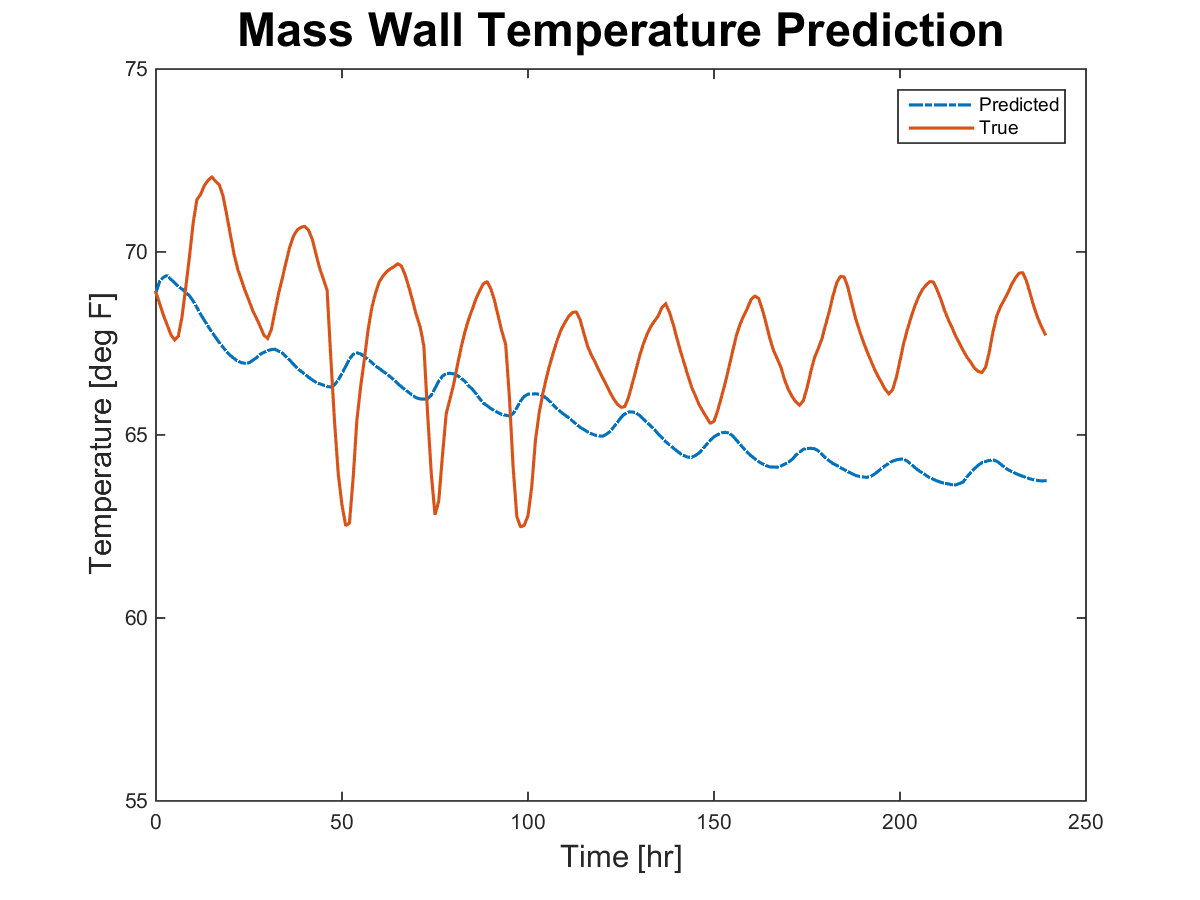 Mass Wall Temperature Prediction
Predicted
True
75
70
65
60
55
Temperature [deg F]
0 50 100 150 200 250
Time [hr]